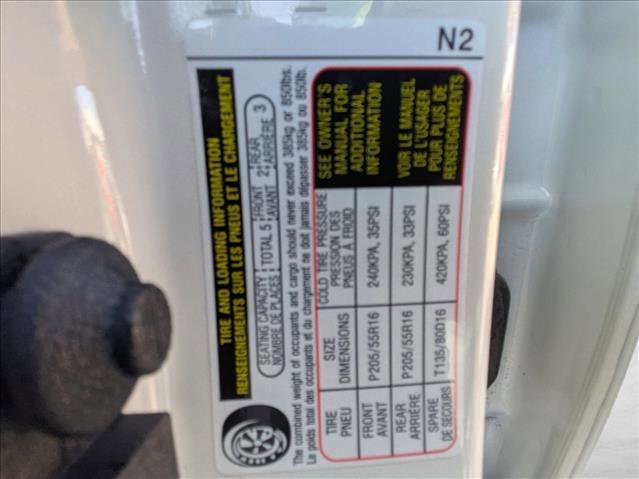 N2
TIRE AND LOADING INFORMATION
RENSEIGNEMENTS SUR LES PNEUS ET LE CHARGEMENT
SEATING CAPACITY TOTAL 5 FRONT 2 REAR 3
NOMBRE DE PLACES AVANT ARRIÈRE
The combined weight of occupants and cargo should never exceed 385kg or 850lbs.
Le poids total des occupants et du chargement ne doit jamais dépasser 385kg ou 850lb.
TIRE SIZE COLD TIRE PRESSURE SEE OWNER'S
PNEU DIMENSIONS PRESSION DES MANUAL FOR
PNEUS À FROID ADDITIONAL
FRONT P205/55R16 240KPA, 35PSI INFORMATION
AVANT
REAR P205/55R16 230KPA, 33PSI VOIR LE MANUEL
ARRIÈRE DE L'USAGER
SPARE T135/80D16 420KPA, 60PSI POUR PLUS DE
DE SECOURS RENSEIGNEMENTS